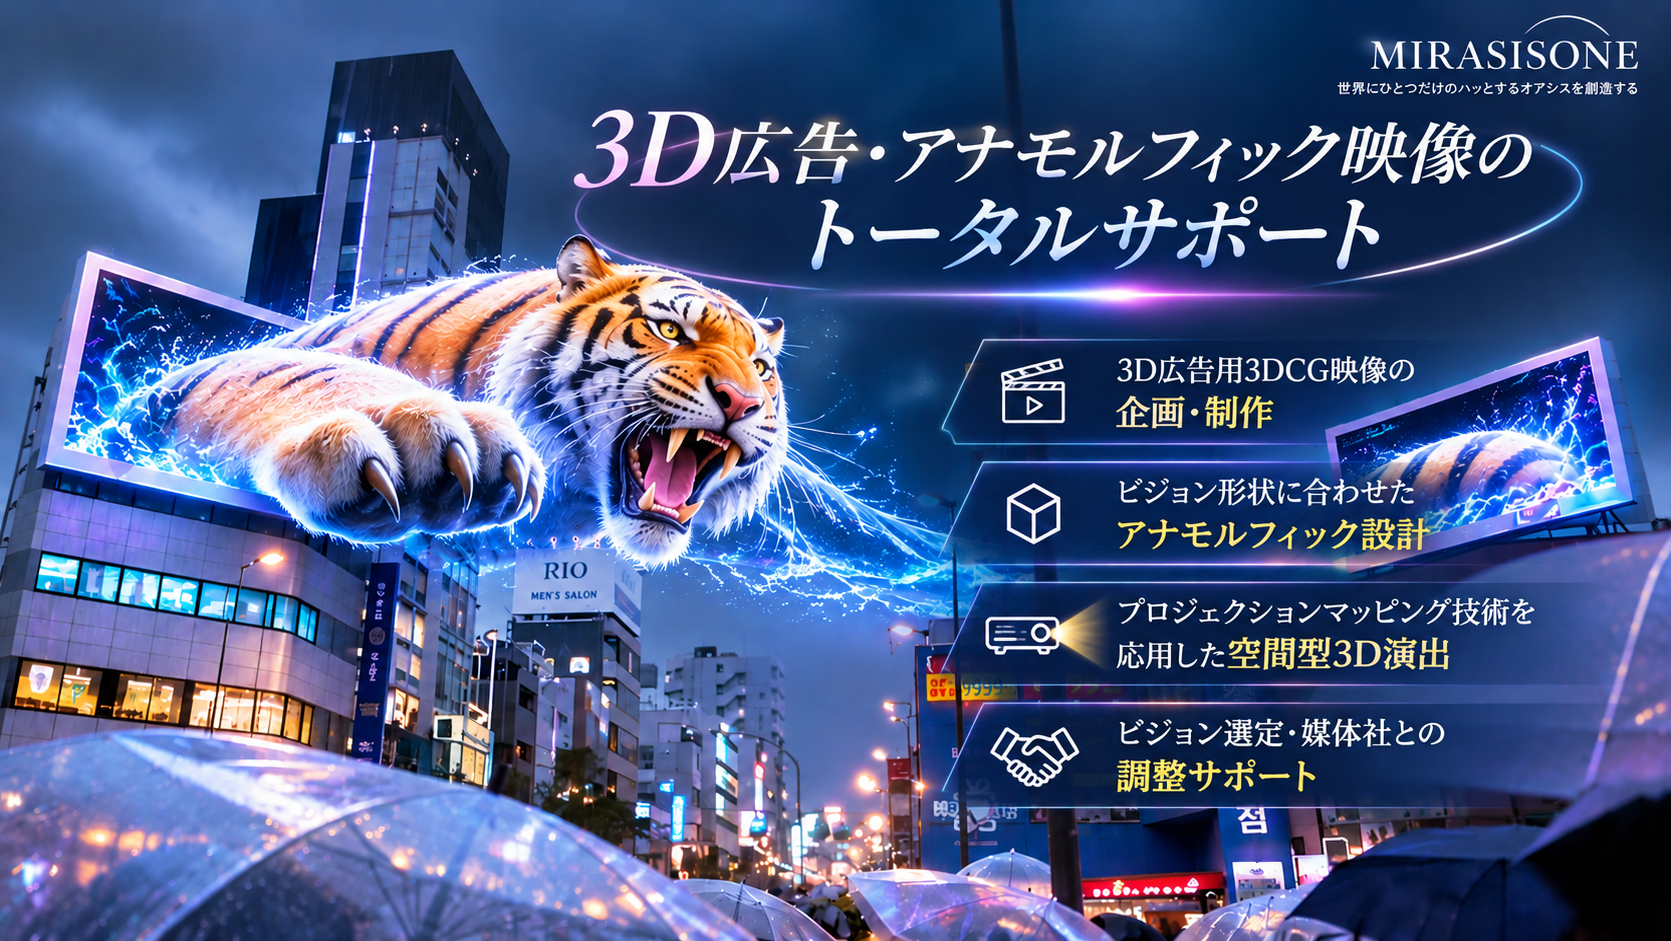 MIRASISONE
世界にひとつだけのハッとするオアシスを創造する
3D広告・アナモルフィック映像の
トータルサポート
3D広告用3DCG映像の
企画・制作
ビジョン形状に合わせた
アナモルフィック設計
プロジェクションマッピング技術を
応用した空間型3D演出
ビジョン選定・媒体社との
調整サポート
RIO
MEN'S SALON
점